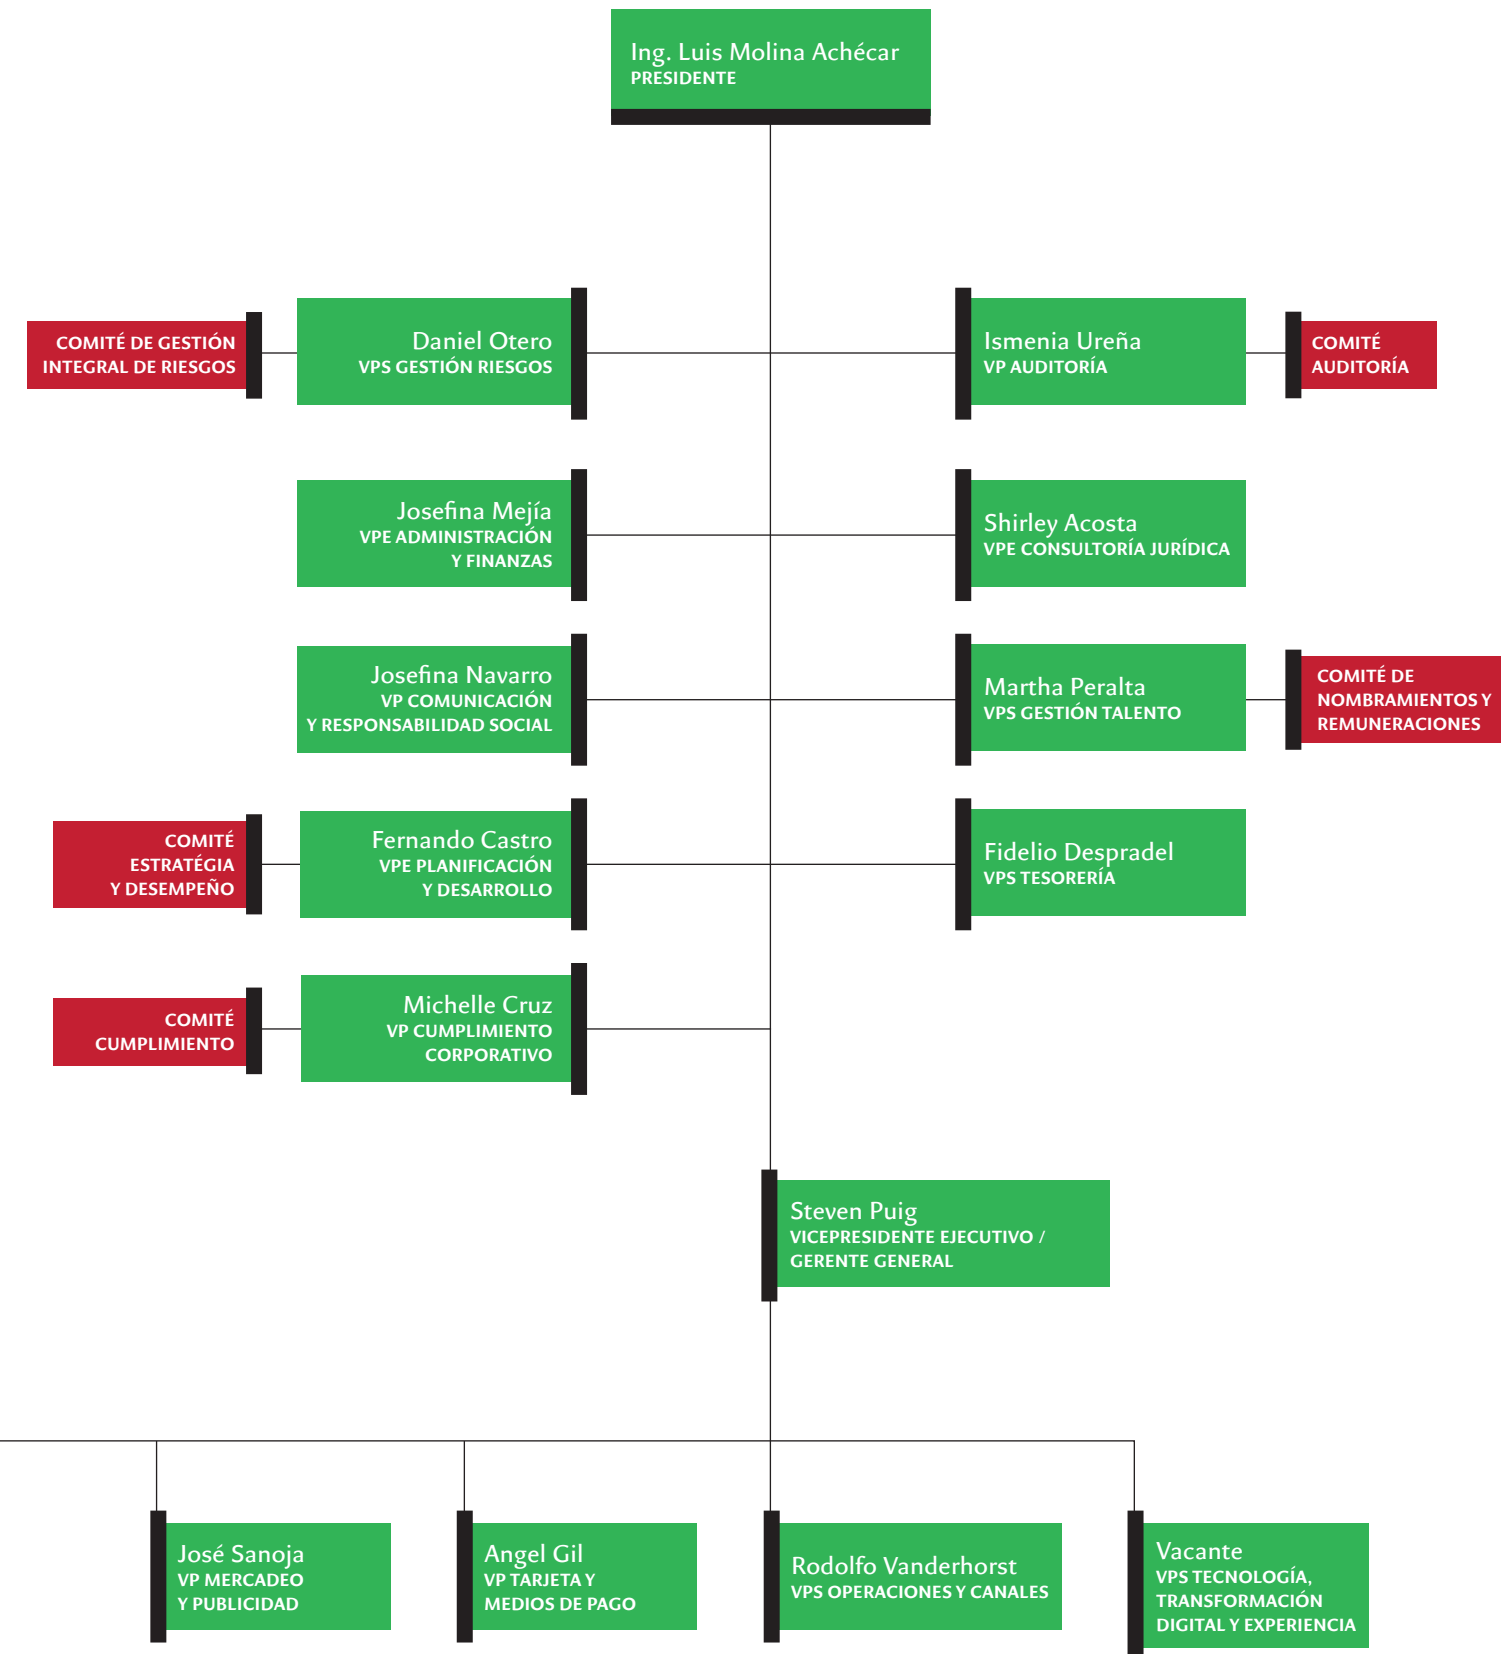 Ing. Luis Molina Achécar
PRESIDENTE
COMITÉ DE GESTIÓN
INTEGRAL DE RIESGOS
Daniel Otero
VPS GESTIÓN RIESGOS
Ismenia Ureña
VP AUDITORÍA
COMITÉ
AUDITORÍA
Josefina Mejía
VPE ADMINISTRACIÓN
Y FINANZAS
Shirley Acosta
VPE CONSULTORÍA JURÍDICA
Josefina Navarro
VP COMUNICACIÓN
Y RESPONSABILIDAD SOCIAL
Martha Peralta
VPS GESTIÓN TALENTO
COMITÉ DE
NOMBRAMIENTOS Y
REMUNERACIONES
COMITÉ
ESTRATÉGIA
Y DESEMPEÑO
Fernando Castro
VPE PLANIFICACIÓN
Y DESARROLLO
Fidelio Despradel
VPS TESORERÍA
COMITÉ
CUMPLIMIENTO
Michelle Cruz
VP CUMPLIMIENTO
CORPORATIVO
Steven Puig
VICEPRESIDENTE EJECUTIVO /
GERENTE GENERAL
José Sanoja
VP MERCADEO
Y PUBLICIDAD
Angel Gil
VP TARJETA Y
MEDIOS DE PAGO
Rodolfo Vanderhorst
VPS OPERACIONES Y CANALES
Vacante
VPS TECNOLOGÍA,
TRANSFORMACIÓN
DIGITAL Y EXPERIENCIA